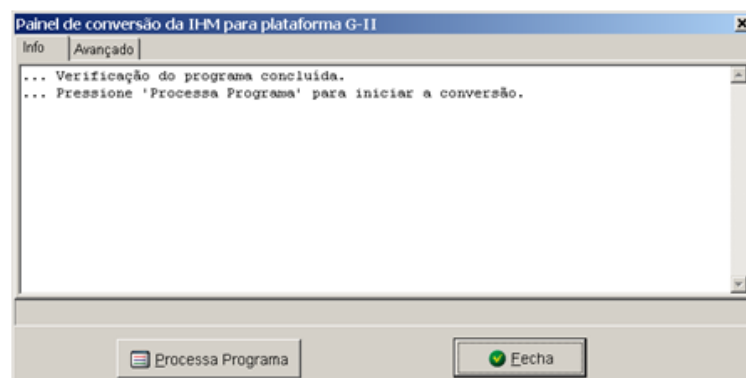 Painel de conversão da IHM para plataforma G-II
Info Avançado
... Verificação do programa concluída.
... Pressione 'Processa Programa' para iniciar a conversão.
Processa Programa Fecha